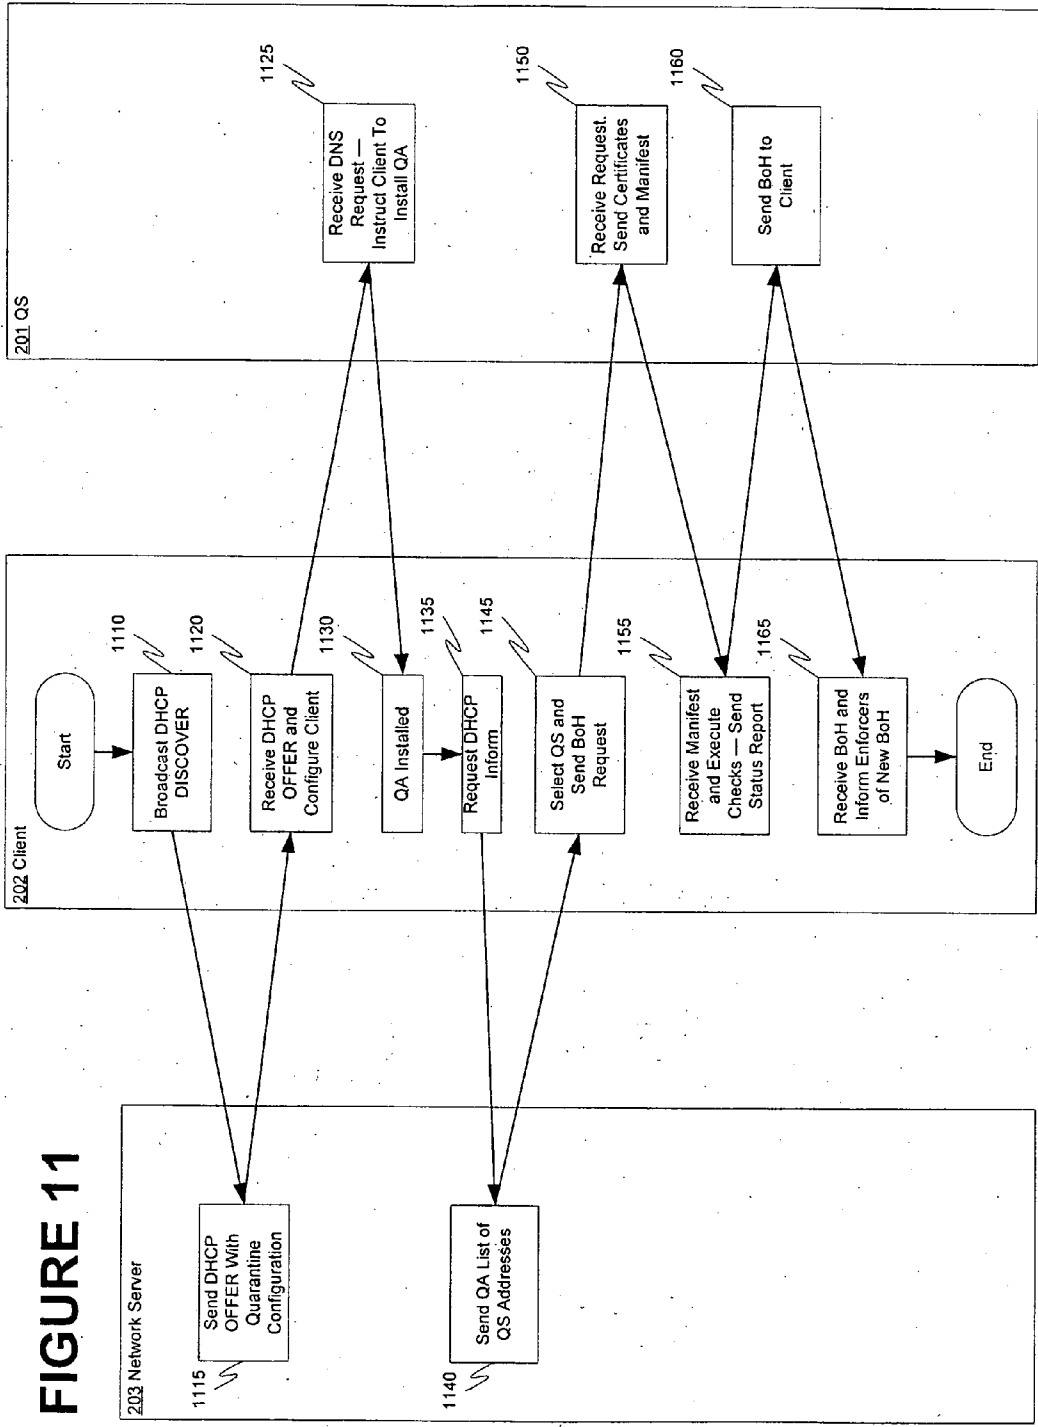 FIGURE 11
203 Network Server
Send DHCP
OFFER With
Quarantine
Configuration
1115
Send QA List of
QS Addresses
1140
202 Client
Start
Broadcast DHCP
DISCOVER
1110
Receive DHCP
OFFER and
Configure Client
1120
QA Installed
1130
Request DHCP
Inform
1135
Select QS and
Send BoH
Request
1145
Receive Manifest
and Execute
Checks — Send
Status Report
1155
Receive BoH and
Inform Enforcers
of New BoH
1165
End
201 QS
Receive DNS
Request —
Instruct Client To
Install QA
1125
Receive Request.
Send Certificates
and Manifest
1150
Send BoH to
Client
1160